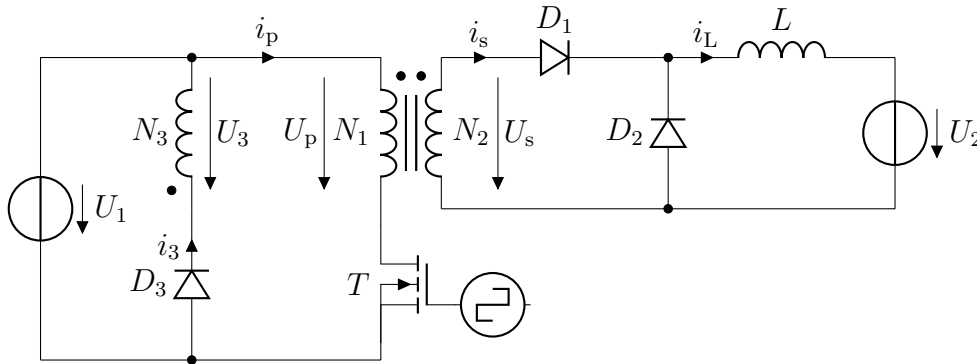 i_p
i_s
D_1
i_L
L
N_3
U_3
U_p
N_1
N_2
U_s
D_2
U_2
U_1
i_3
D_3
T